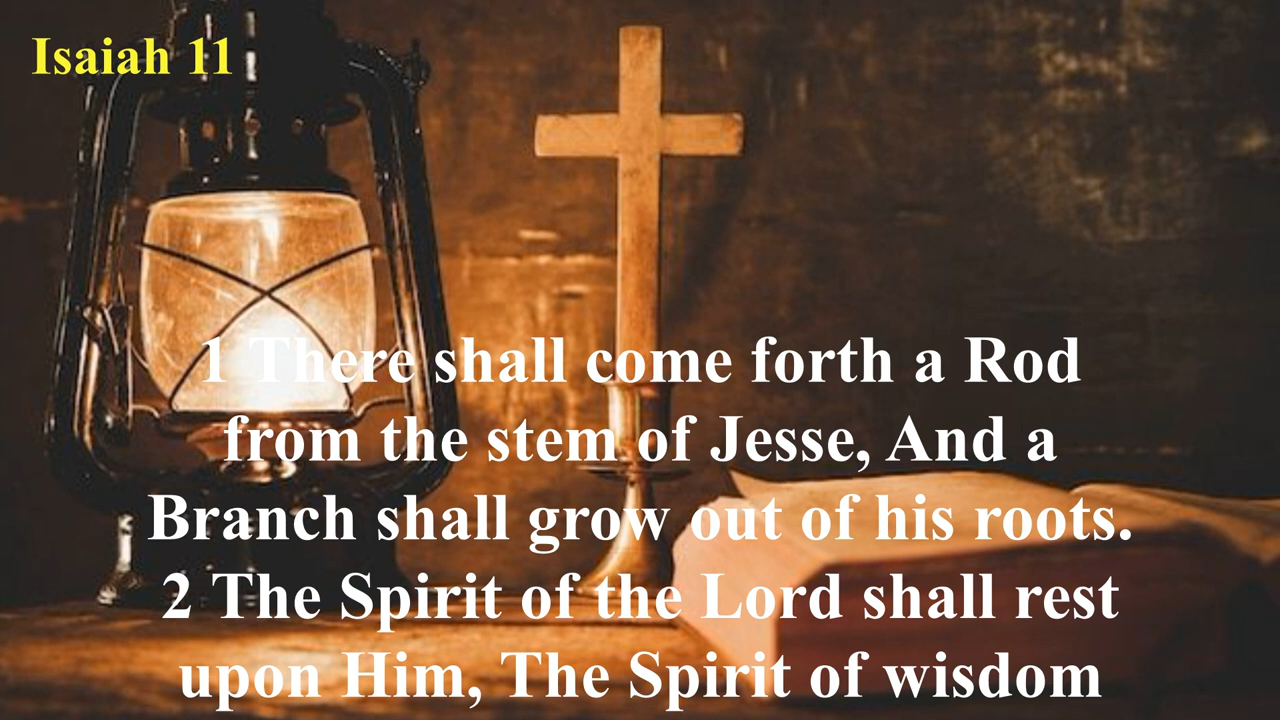 Isaiah 11
1 There shall come forth a Rod
from the stem of Jesse, And a
Branch shall grow out of his roots.
2 The Spirit of the Lord shall rest
upon Him, The Spirit of wisdom